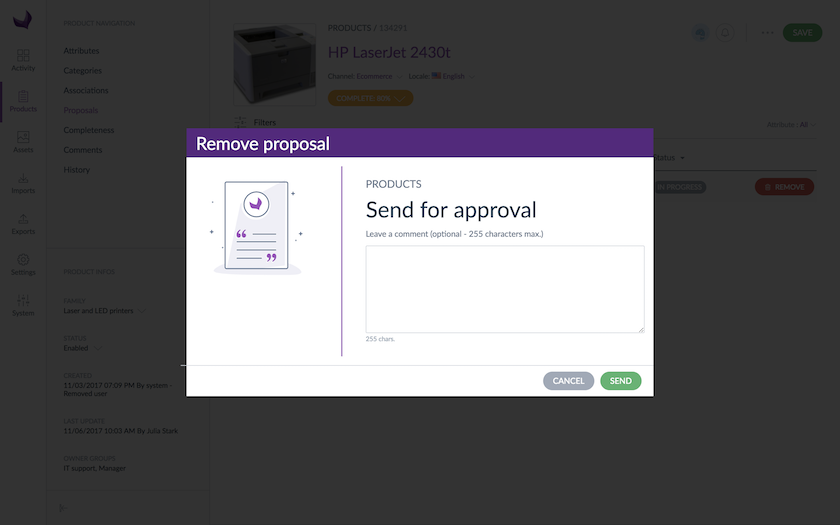 PRODUCT NAVIGATION
Activity
Products
Assets
Imports
Exports
Settings
System
Attributes
Categories
Associations
Proposals
Completeness
Comments
History
PRODUCT INFOS
FAMILY
Laser and LED printers
STATUS
Enabled
CREATED
11/03/2017 07:09 PM By system -
Removed user
LAST UPDATE
11/06/2017 10:03 AM By Julia Stark
OWNER GROUPS
IT support, Manager
PRODUCTS / 134291
HP LaserJet 2430t
Channel: Ecommerce Locale: English
COMPLETE: 80%
SAVE
Filters
Attribute : All
Status
IN PROGRESS
REMOVE
Remove proposal
PRODUCTS
Send for approval
Leave a comment (optional - 255 characters max.)
255 chars.
CANCEL
SEND